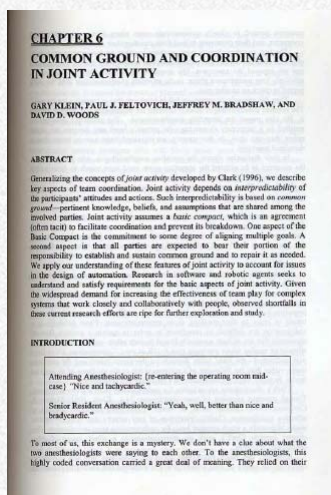 CHAPTER 6
COMMON GROUND AND COORDINATION
IN JOINT ACTIVITY
GARY KLEIN, PAUL J. FELTOVICH, JEFFREY M. BRADSHAW, AND
DAVID D. WOODS
ABSTRACT
Generalizing the concepts of joint activity developed by Clark (1996), we describe
key aspects of team coordination. Joint activity depends on interpredictability of
the participants' attitudes and actions. Such interpredictability is based on common
ground—pertinent knowledge, beliefs, and assumptions that are shared among the
involved parties. Joint activity assumes a basic compact, which is an agreement
(often tacit) to facilitate coordination and prevent its breakdown. One aspect of the
Basic Compact is the commitment to some degree of aligning multiple goals. A
second aspect is that all parties are expected to bear their portion of the
responsibility to establish and sustain common ground and to repair it as needed.
We apply our understanding of these features of joint activity to account for issues
in the design of automation. Research in software and robotic agents seeks to
understand and satisfy requirements for the basic aspects of joint activity. Given
the widespread demand for increasing the effectiveness of team play for complex
systems that work closely and collaboratively with people, observed shortfalls in
these current research efforts are ripe for further exploration and study.
INTRODUCTION
Attending Anesthesiologist: {re-entering the operating room mid-
case} "Nice and tachycardic."
Senior Resident Anesthesiologist: "Yeah, well, better than nice and
bradycardic."
To most of us, this exchange is a mystery. We don't have a clue about what the
two anesthesiologists were saying to each other. To the anesthesiologists, this
highly coded conversation carried a great deal of meaning. They relied on their